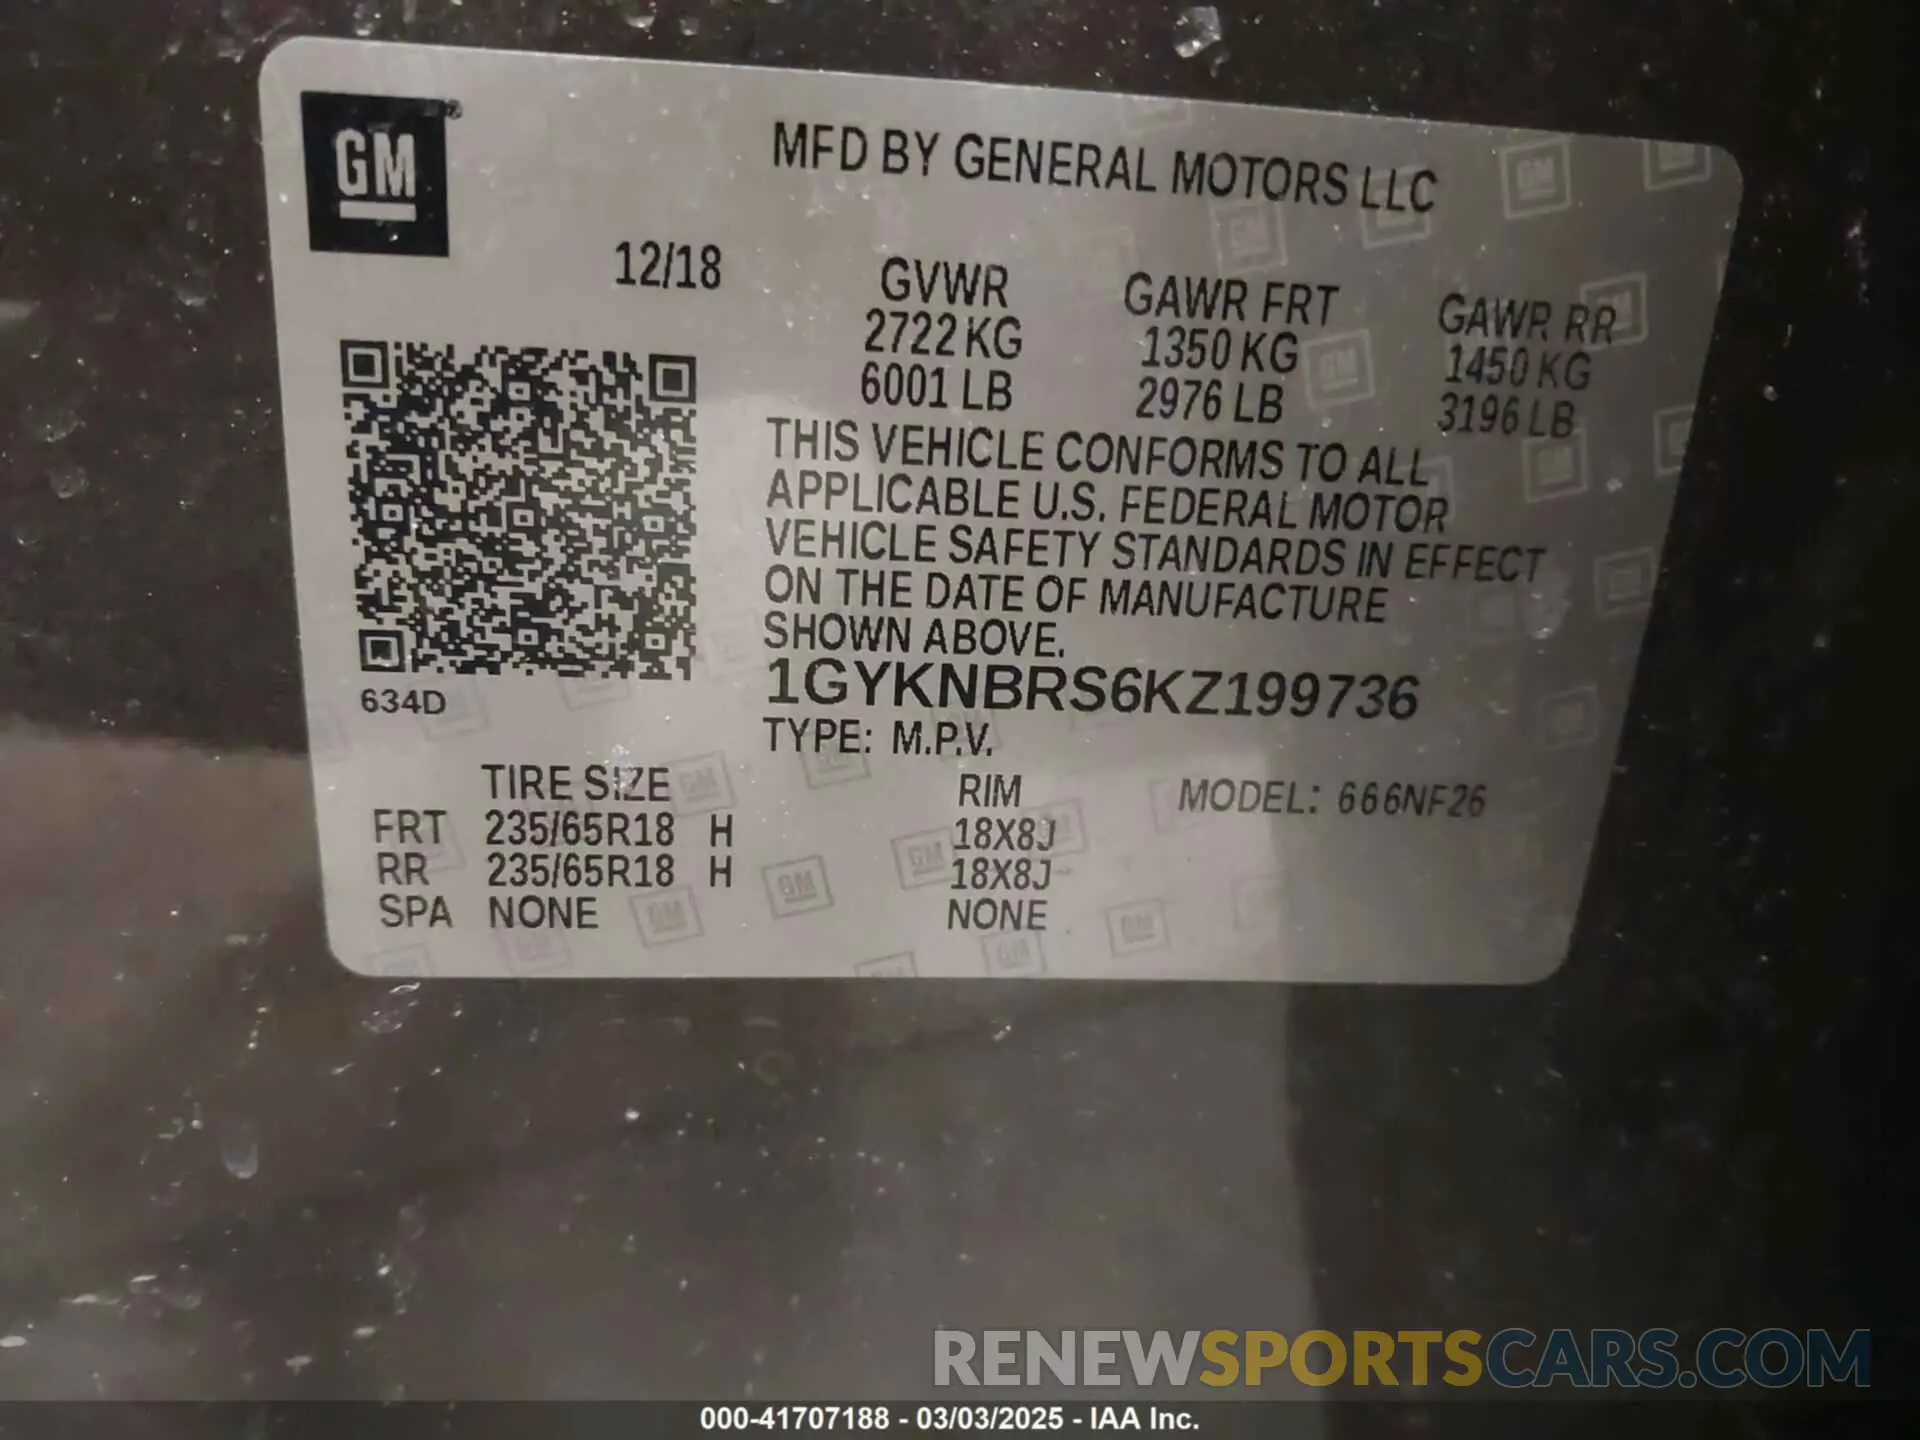 GM
MFD BY GENERAL MOTORS LLC
12/18
GVWR GAWR FRT GAWR RR
2722 KG 1350 KG 1450 KG
6001 LB 2976 LB 3196 LB
THIS VEHICLE CONFORMS TO ALL
APPLICABLE U.S. FEDERAL MOTOR
VEHICLE SAFETY STANDARDS IN EFFECT
ON THE DATE OF MANUFACTURE
SHOWN ABOVE.
634D
1GYKNBRS6KZ199736
TYPE: M.P.V.
TIRE SIZE RIM MODEL: 666NF26
FRT 235/65R18 H 18X8J
RR 235/65R18 H 18X8J
SPA NONE NONE
RENEWSPORTSCARS.COM
000-41707188 - 03/03/2025 - IAA Inc.